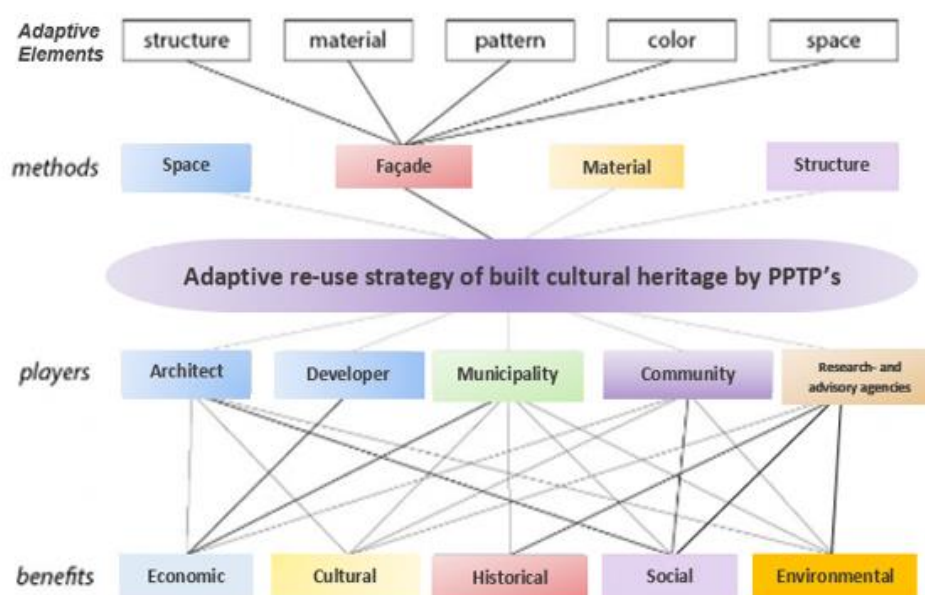 Adaptive
Elements
structure
material
pattern
color
space
methods
Space
Façade
Material
Structure
Adaptive re-use strategy of built cultural heritage by PPTP's
players
Architect
Developer
Municipality
Community
Research- and
advisory agencies
benefits
Economic
Cultural
Historical
Social
Environmental